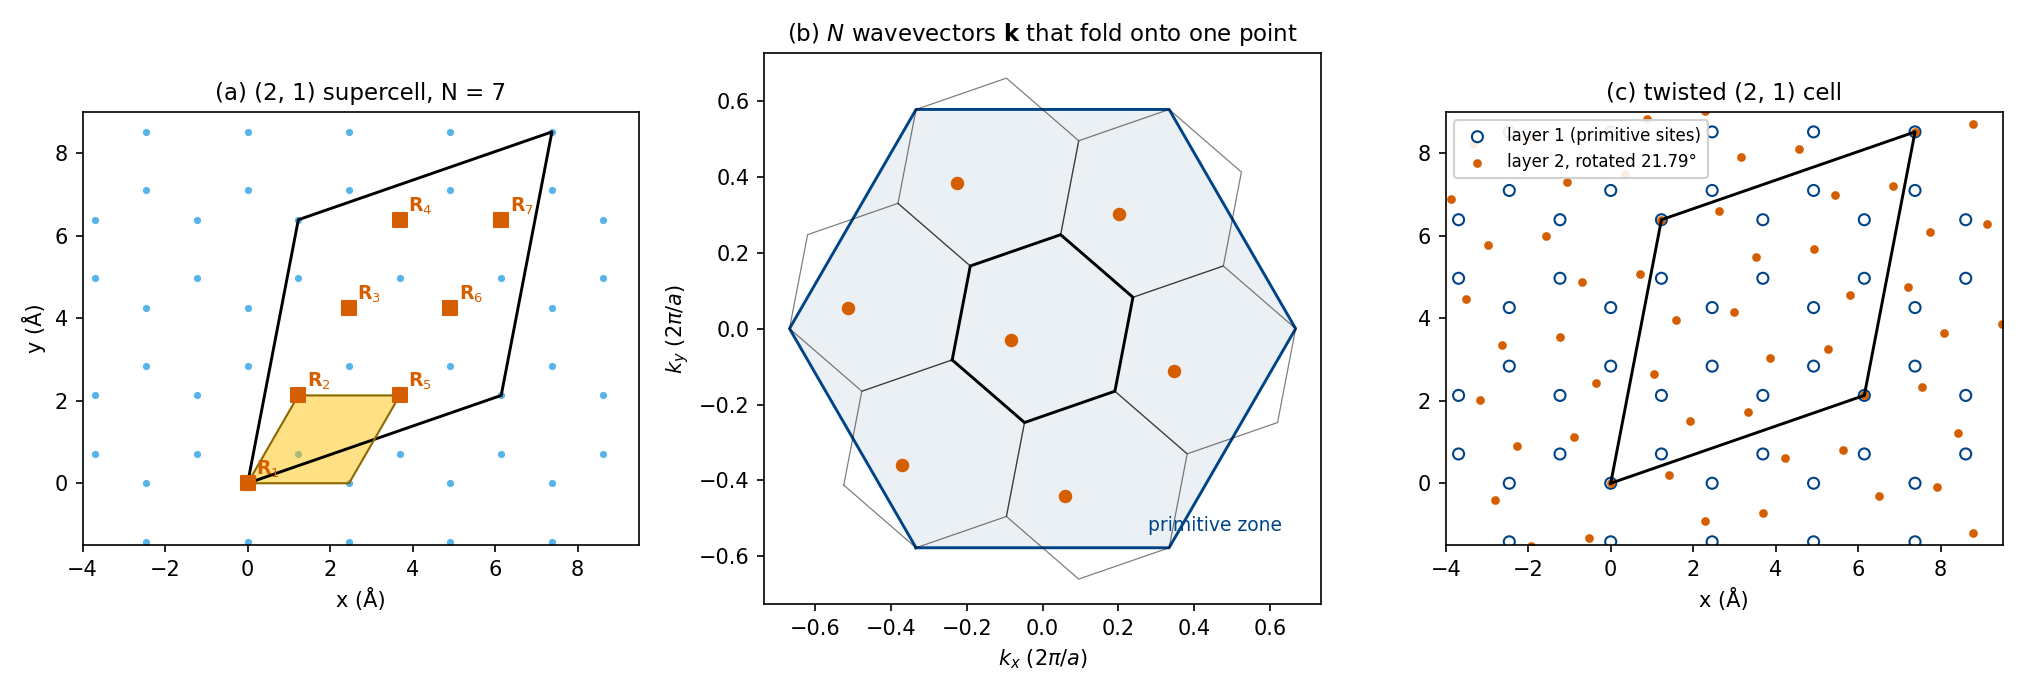 (a) (2, 1) supercell, N = 7
y (Å)
8
6
4
2
0
R₄
R₇
R₃
R₆
R₂
R₅
R₁
−4 −2 0 2 4 6 8
x (Å)
(b) N wavevectors k that fold onto one point
k_y (2π/a)
0.6
0.4
0.2
0.0
−0.2
−0.4
−0.6
primitive zone
−0.6 −0.4 −0.2 0.0 0.2 0.4 0.6
k_x (2π/a)
(c) twisted (2, 1) cell
layer 1 (primitive sites)
layer 2, rotated 21.79°
8
6
4
2
0
−4 −2 0 2 4 6 8
x (Å)